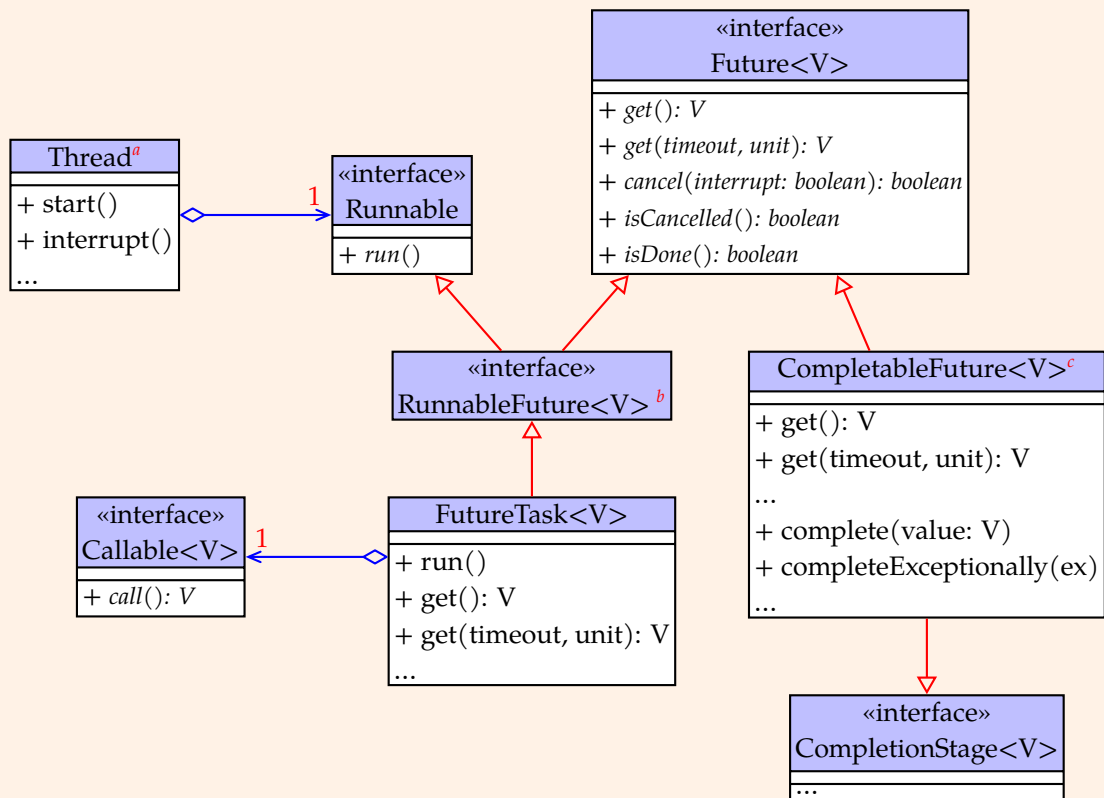 «interface»
Future<V>
+ get(): V
+ get(timeout, unit): V
+ cancel(interrupt: boolean): boolean
+ isCancelled(): boolean
+ isDone(): boolean
Thread a
+ start()
+ interrupt()
...
1
«interface»
Runnable
+ run()
«interface»
RunnableFuture<V> b
CompletableFuture<V> c
+ get(): V
+ get(timeout, unit): V
...
+ complete(value: V)
+ completeExceptionally(ex)
...
«interface»
Callable<V>
+ call(): V
1
FutureTask<V>
+ run()
+ get(): V
+ get(timeout, unit): V
...
«interface»
CompletionStage<V>
...